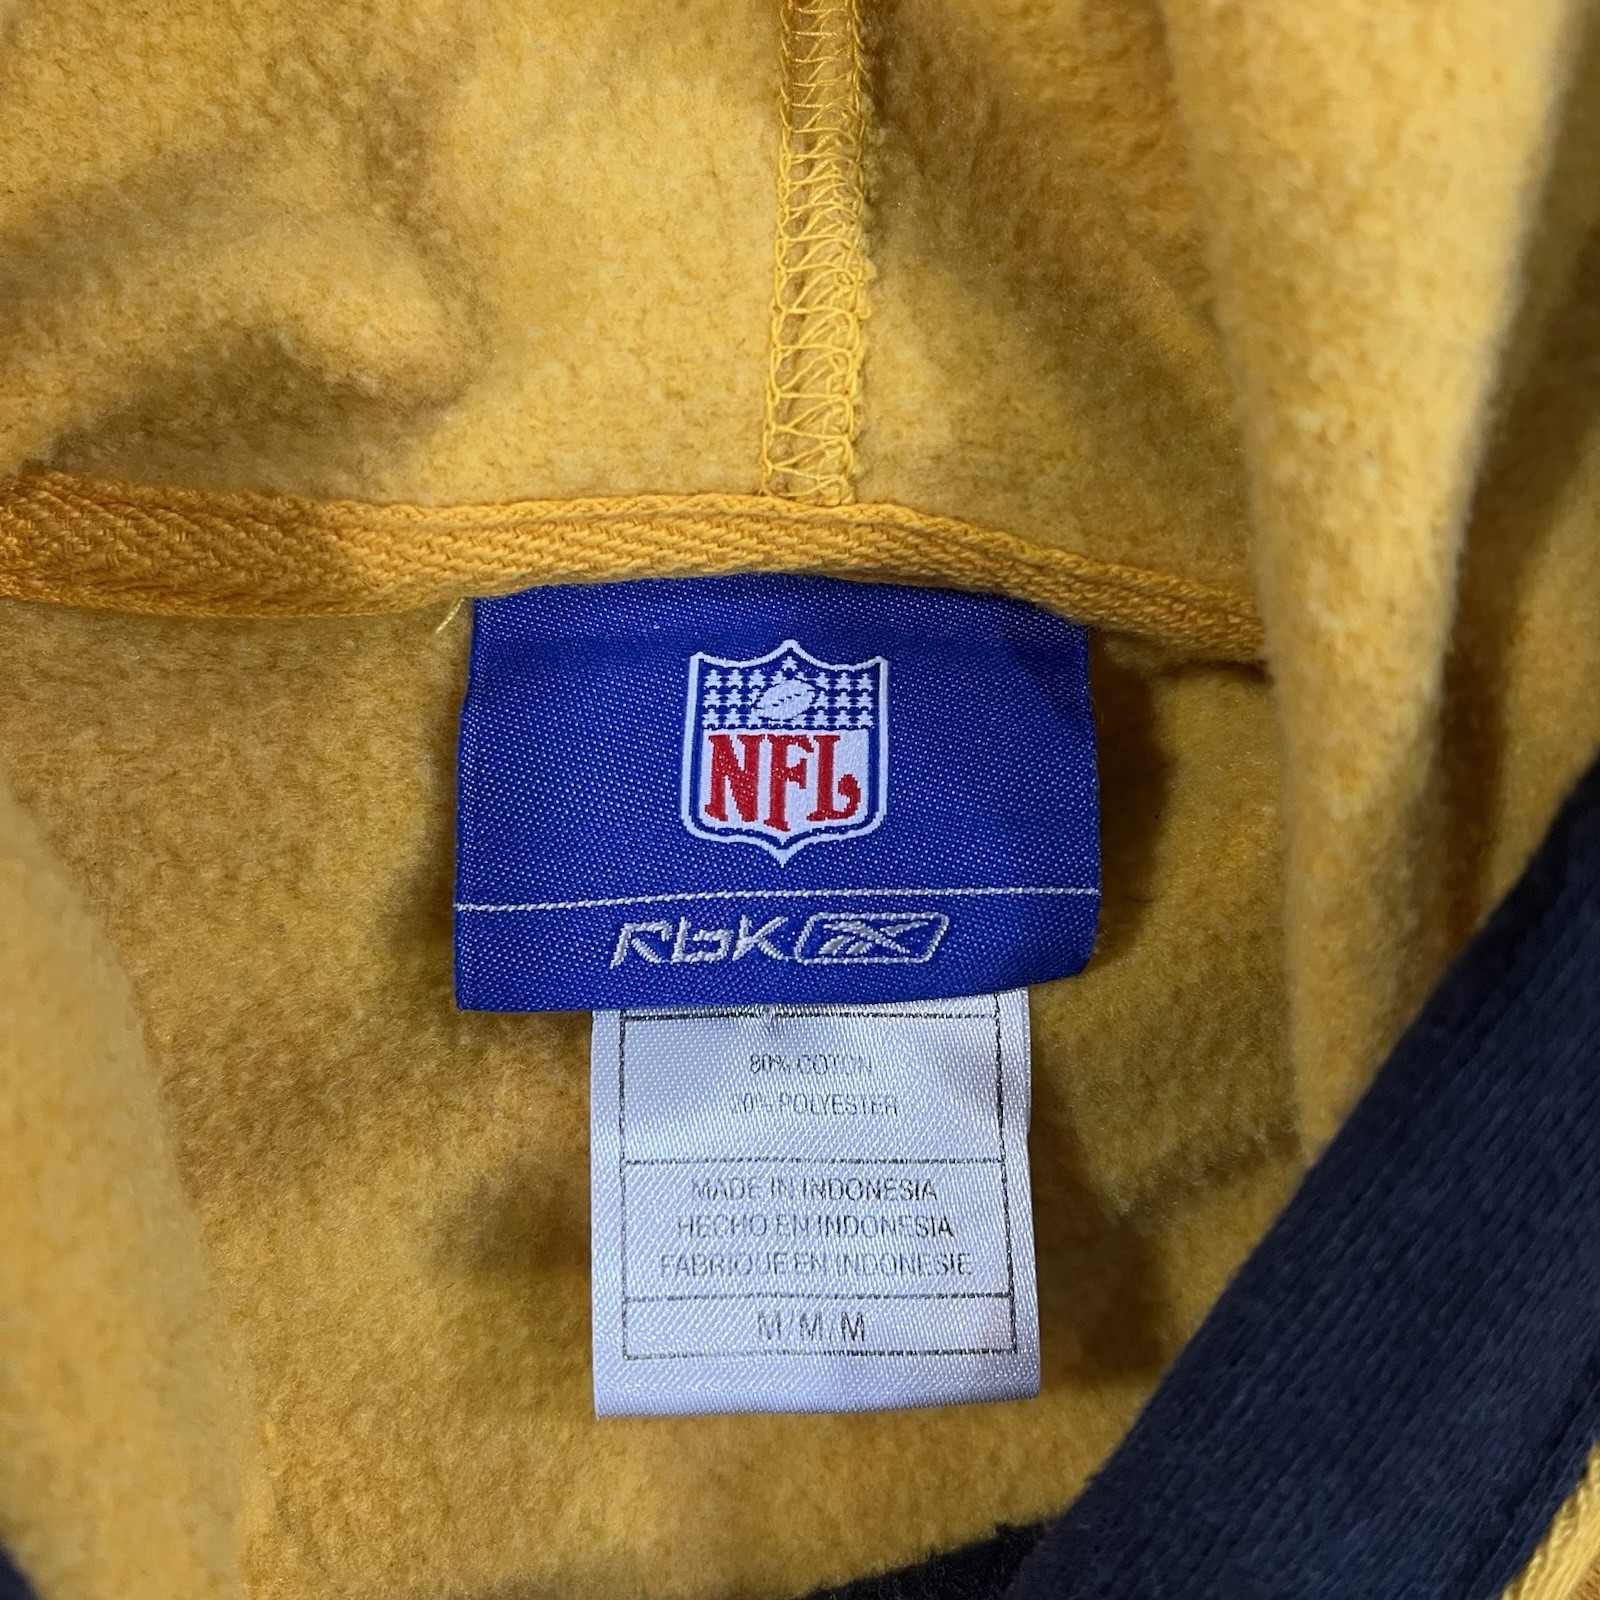 NFL
RbK
80% COTTON
20% POLYESTER
MADE IN INDONESIA
HECHO EN INDONESIA
FABRIQUE EN INDONESIE
M/M/M